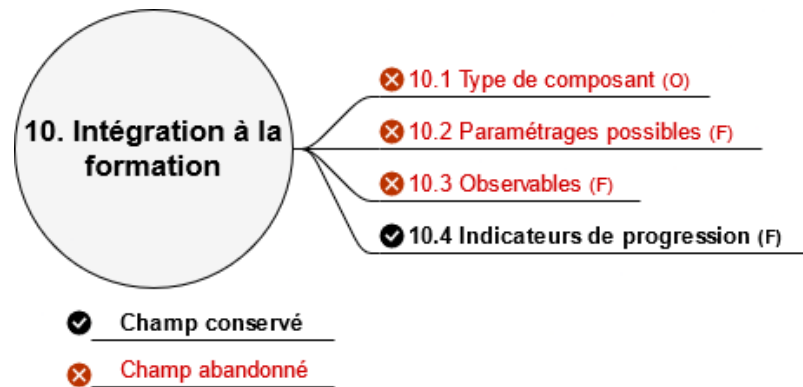 10. Intégration à la
formation
10.1 Type de composant (O)
10.2 Paramétrages possibles (F)
10.3 Observables (F)
10.4 Indicateurs de progression (F)
Champ conservé
Champ abandonné